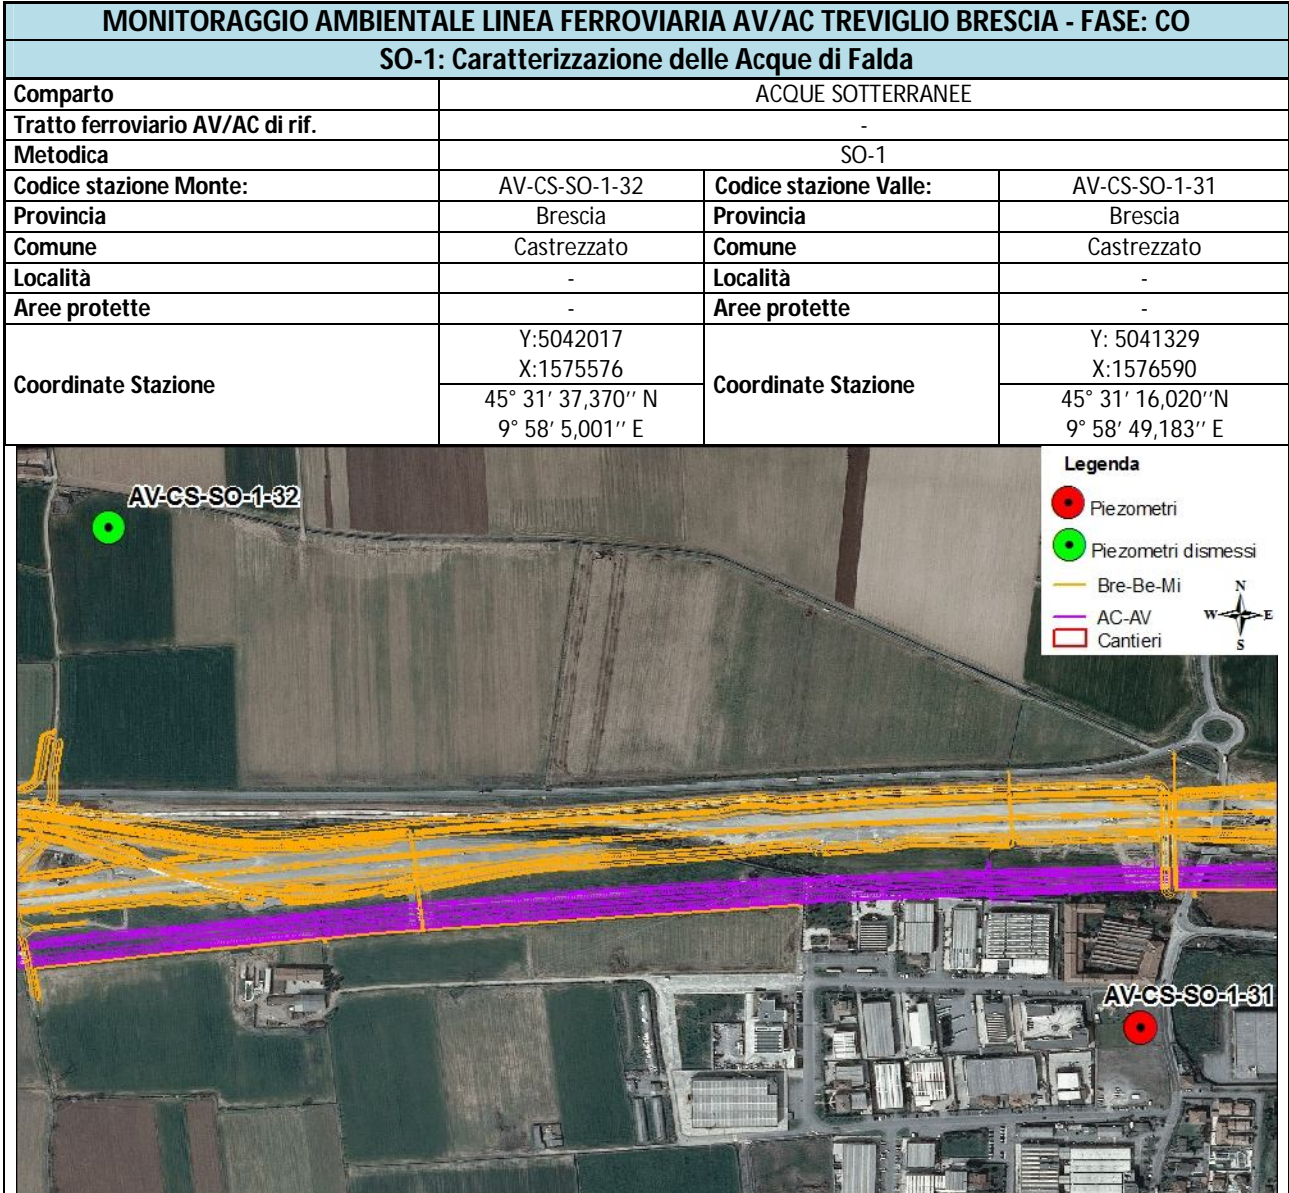 MONITORAGGIO AMBIENTALE LINEA FERROVIARIA AV/AC TREVIGLIO BRESCIA - FASE: CO
SO-1: Caratterizzazione delle Acque di Falda
Comparto ACQUE SOTTERRANEE
Tratto ferroviario AV/AC di rif. -
Metodica SO-1
Codice stazione Monte: AV-CS-SO-1-32 Codice stazione Valle: AV-CS-SO-1-31
Provincia Brescia Provincia Brescia
Comune Castrezzato Comune Castrezzato
Località - Località -
Aree protette - Aree protette -
Coordinate Stazione
Y:5042017
X:1575576
45° 31' 37,370'' N
9° 58' 5,001'' E
Coordinate Stazione
Y: 5041329
X:1576590
45° 31' 16,020''N
9° 58' 49,183'' E
AV-CS-SO-1-32
Legenda
Piezometri
Piezometri dismessi
Bre-Be-Mi
AC-AV
Cantieri
N
W E
S
AV-CS-SO-1-31